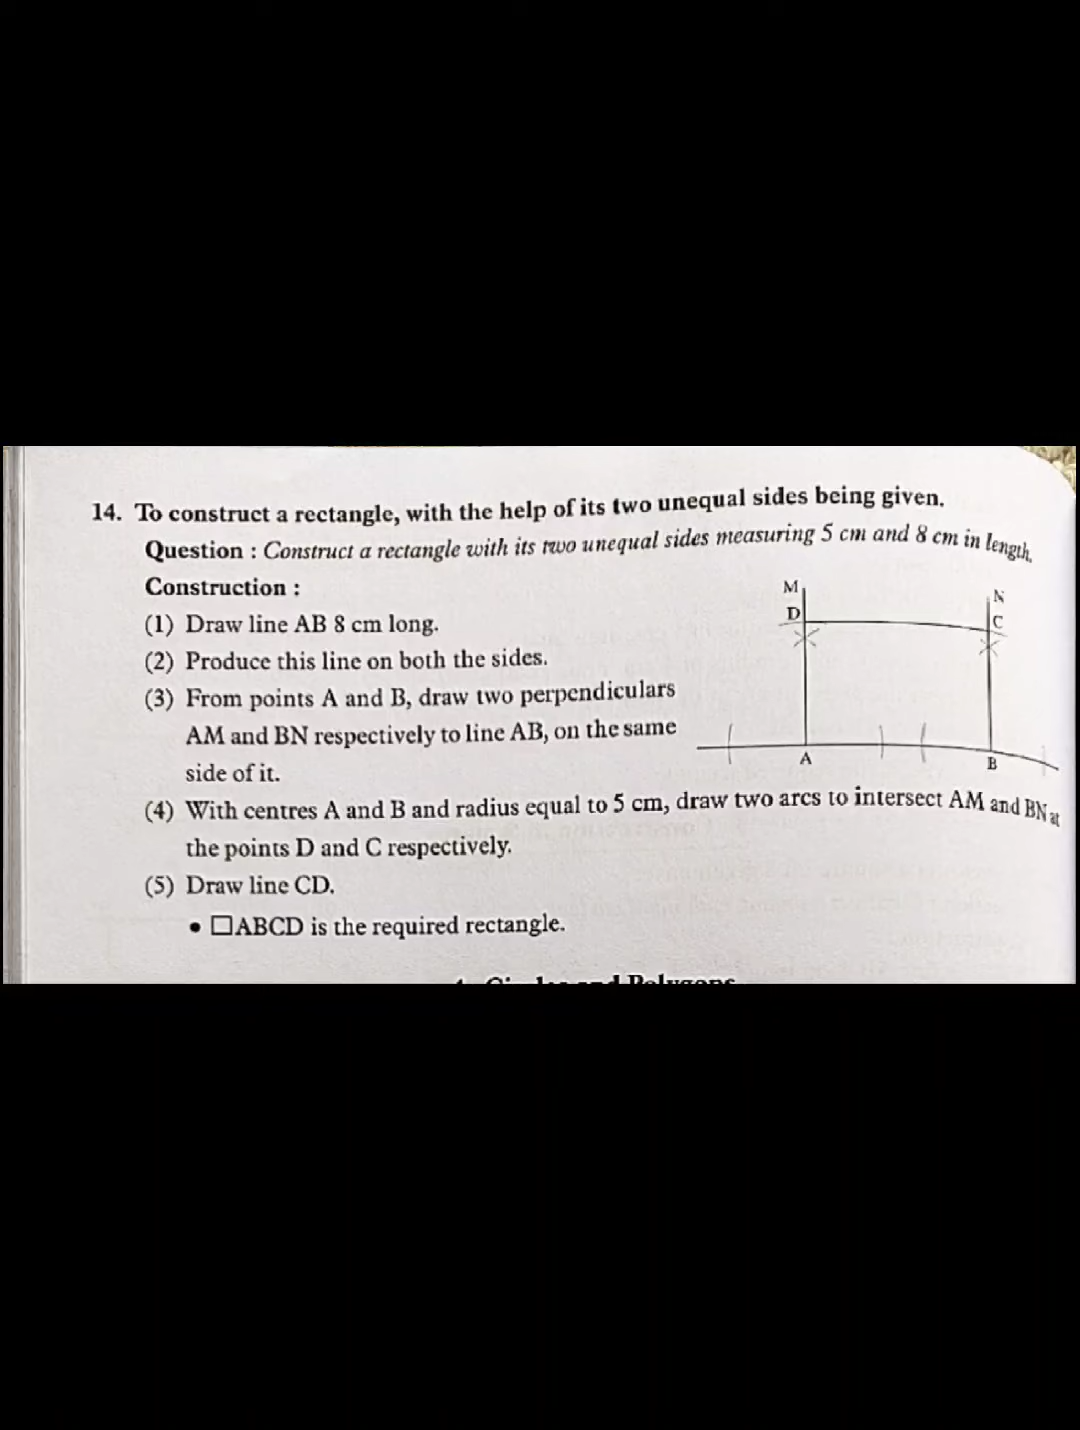 14. To construct a rectangle, with the help of its two unequal sides being given.
Question : Construct a rectangle with its two unequal sides measuring 5 cm and 8 cm in length.
Construction :
(1) Draw line AB 8 cm long.
(2) Produce this line on both the sides.
(3) From points A and B, draw two perpendiculars
AM and BN respectively to line AB, on the same
side of it.
M
N
D
C
A
B
(4) With centres A and B and radius equal to 5 cm, draw two arcs to intersect AM and BN at
the points D and C respectively.
(5) Draw line CD.
• □ABCD is the required rectangle.
and Polygons